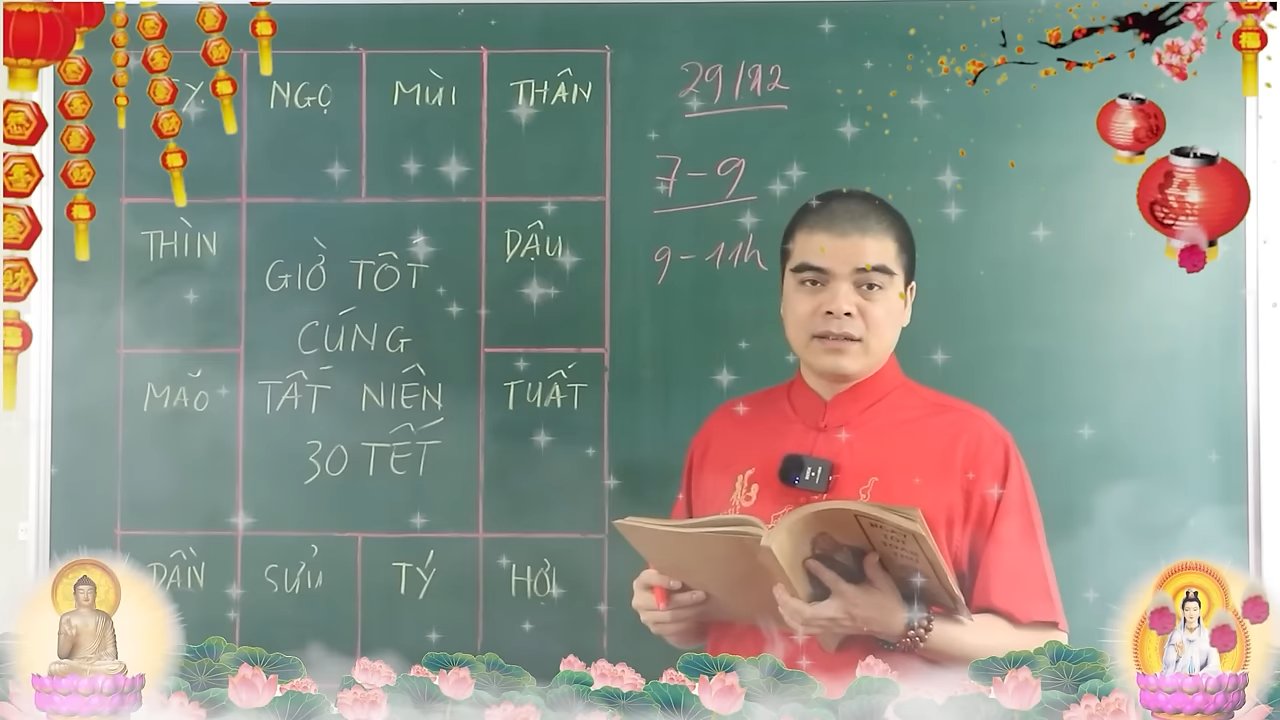 NGỌ MÙI THÂN
THÌN DẬU
GIỜ TỐT
CÚNG
TẤT NIÊN
30 TẾT
MÃO TUẤT
DẦN SỬU TÝ HỢI
29/12
7-9
9-11h